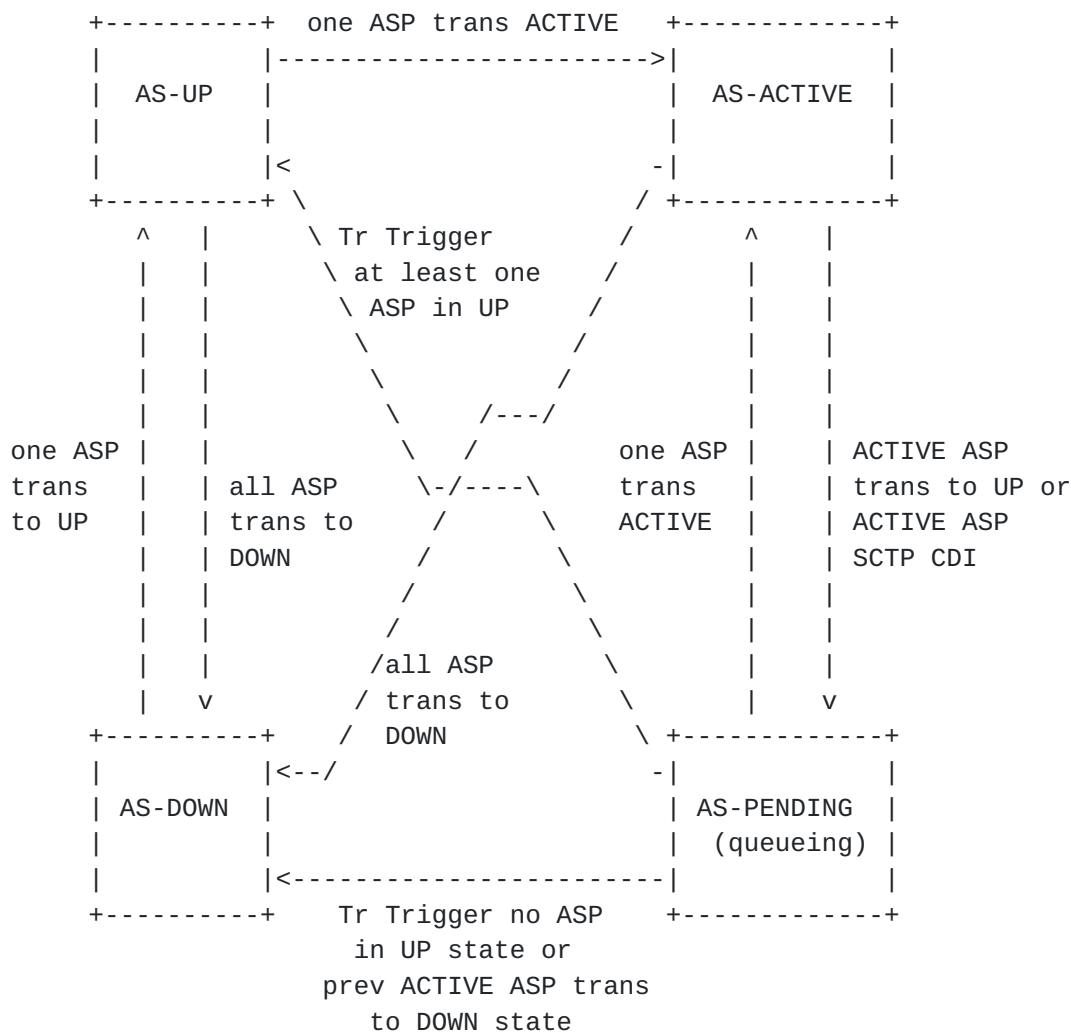 one ASP trans ACTIVE
AS-UP
AS-ACTIVE
Tr Trigger
at least one
ASP in UP
one ASP
trans
to UP
all ASP
trans to
DOWN
one ASP
trans
ACTIVE
ACTIVE ASP
trans to UP or
ACTIVE ASP
SCTP CDI
all ASP
trans to
DOWN
AS-DOWN
AS-PENDING
(queueing)
Tr Trigger no ASP
in UP state or
prev ACTIVE ASP trans
to DOWN state